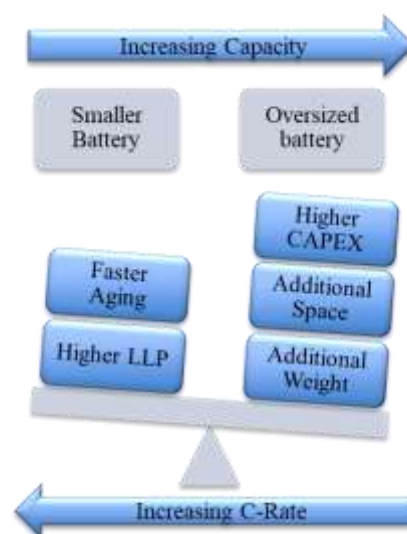 Increasing Capacity
Smaller
Battery
Oversized
battery
Higher
CAPEX
Faster
Aging
Additional
Space
Higher LLP
Additional
Weight
Increasing C-Rate